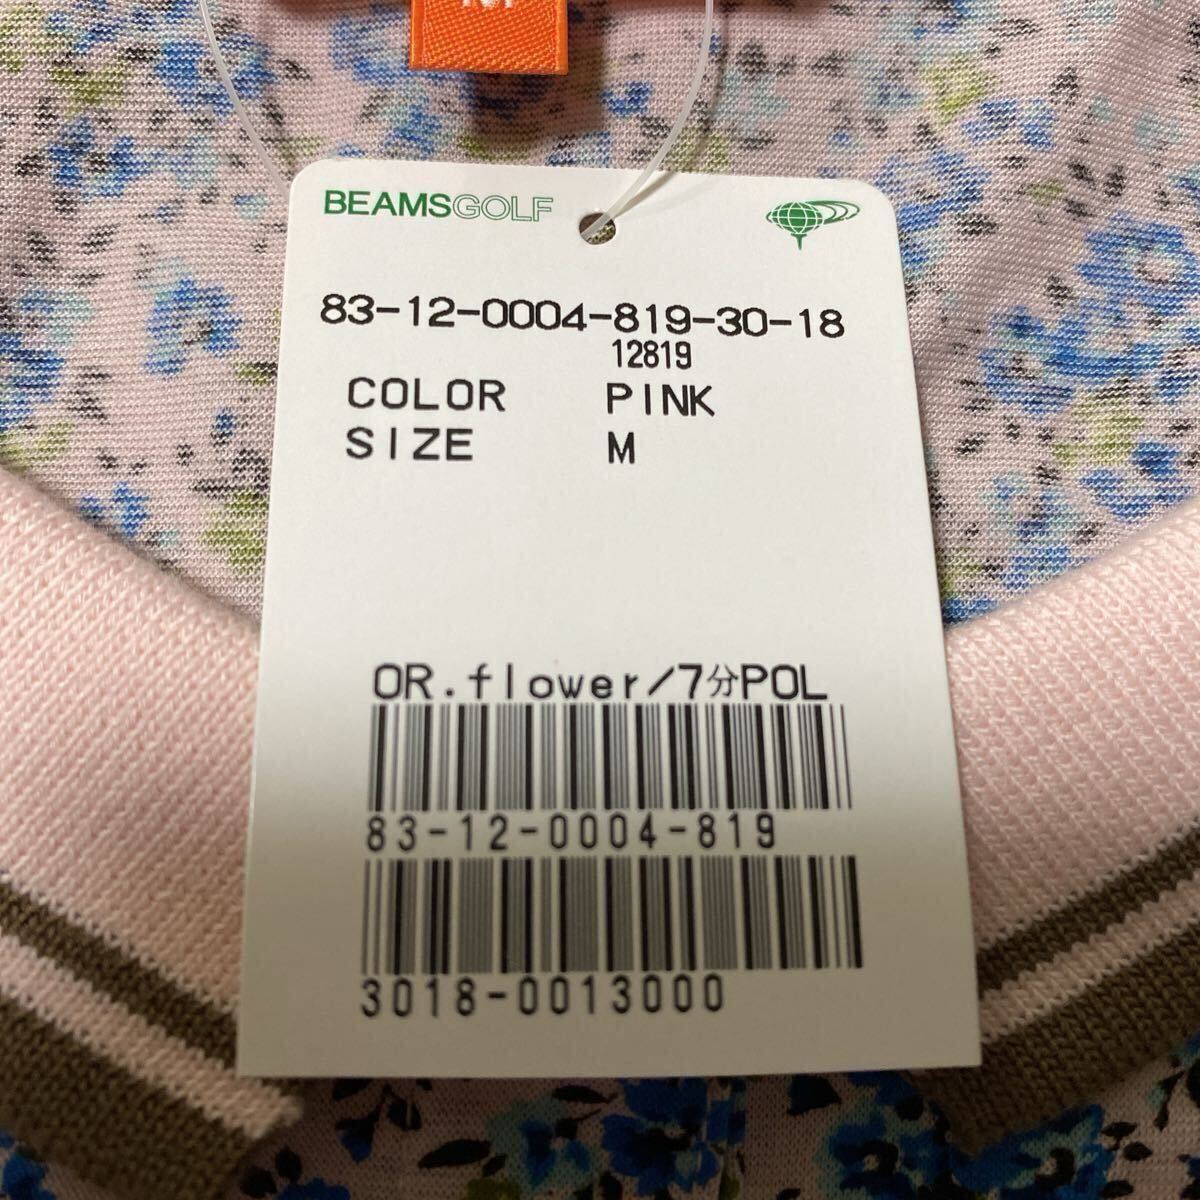 BEAMSGOLF
83-12-0004-819-30-18
12819
COLOR PINK
SIZE M
OR.flower/7分POL
83-12-0004-819
3018-0013000